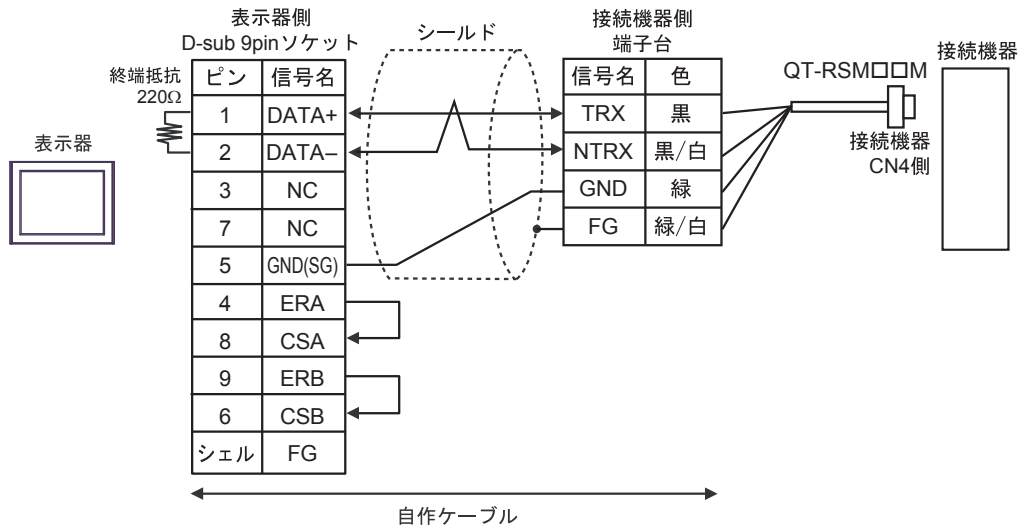 表示器側
D-sub 9pinソケット
シールド
接続機器側
端子台
接続機器
終端抵抗
220Ω
ピン 信号名
1 DATA+
2 DATA–
3 NC
7 NC
5 GND(SG)
4 ERA
8 CSA
9 ERB
6 CSB
シェル FG
信号名 色
TRX 黒
NTRX 黒/白
GND 緑
FG 緑/白
QT-RSM□□M
接続機器
CN4側
表示器
自作ケーブル